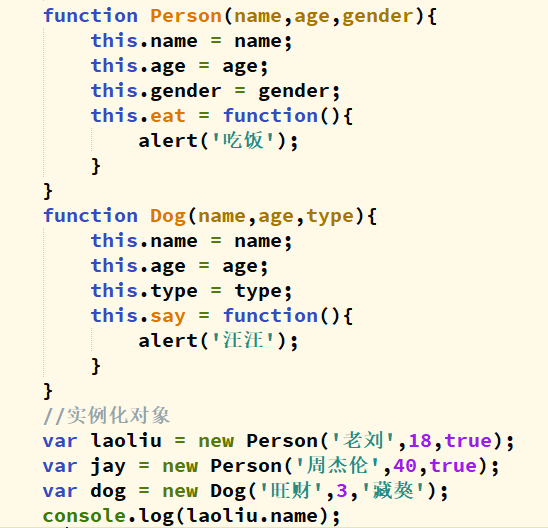 function Person(name,age,gender){
    this.name = name;
    this.age = age;
    this.gender = gender;
    this.eat = function(){
        alert('吃饭');
    }
}
function Dog(name,age,type){
    this.name = name;
    this.age = age;
    this.type = type;
    this.say = function(){
        alert('汪汪');
    }
}
//实例化对象
var laoliu = new Person('老刘',18,true);
var jay = new Person('周杰伦',40,true);
var dog = new Dog('旺财',3,'藏獒');
console.log(laoliu.name);